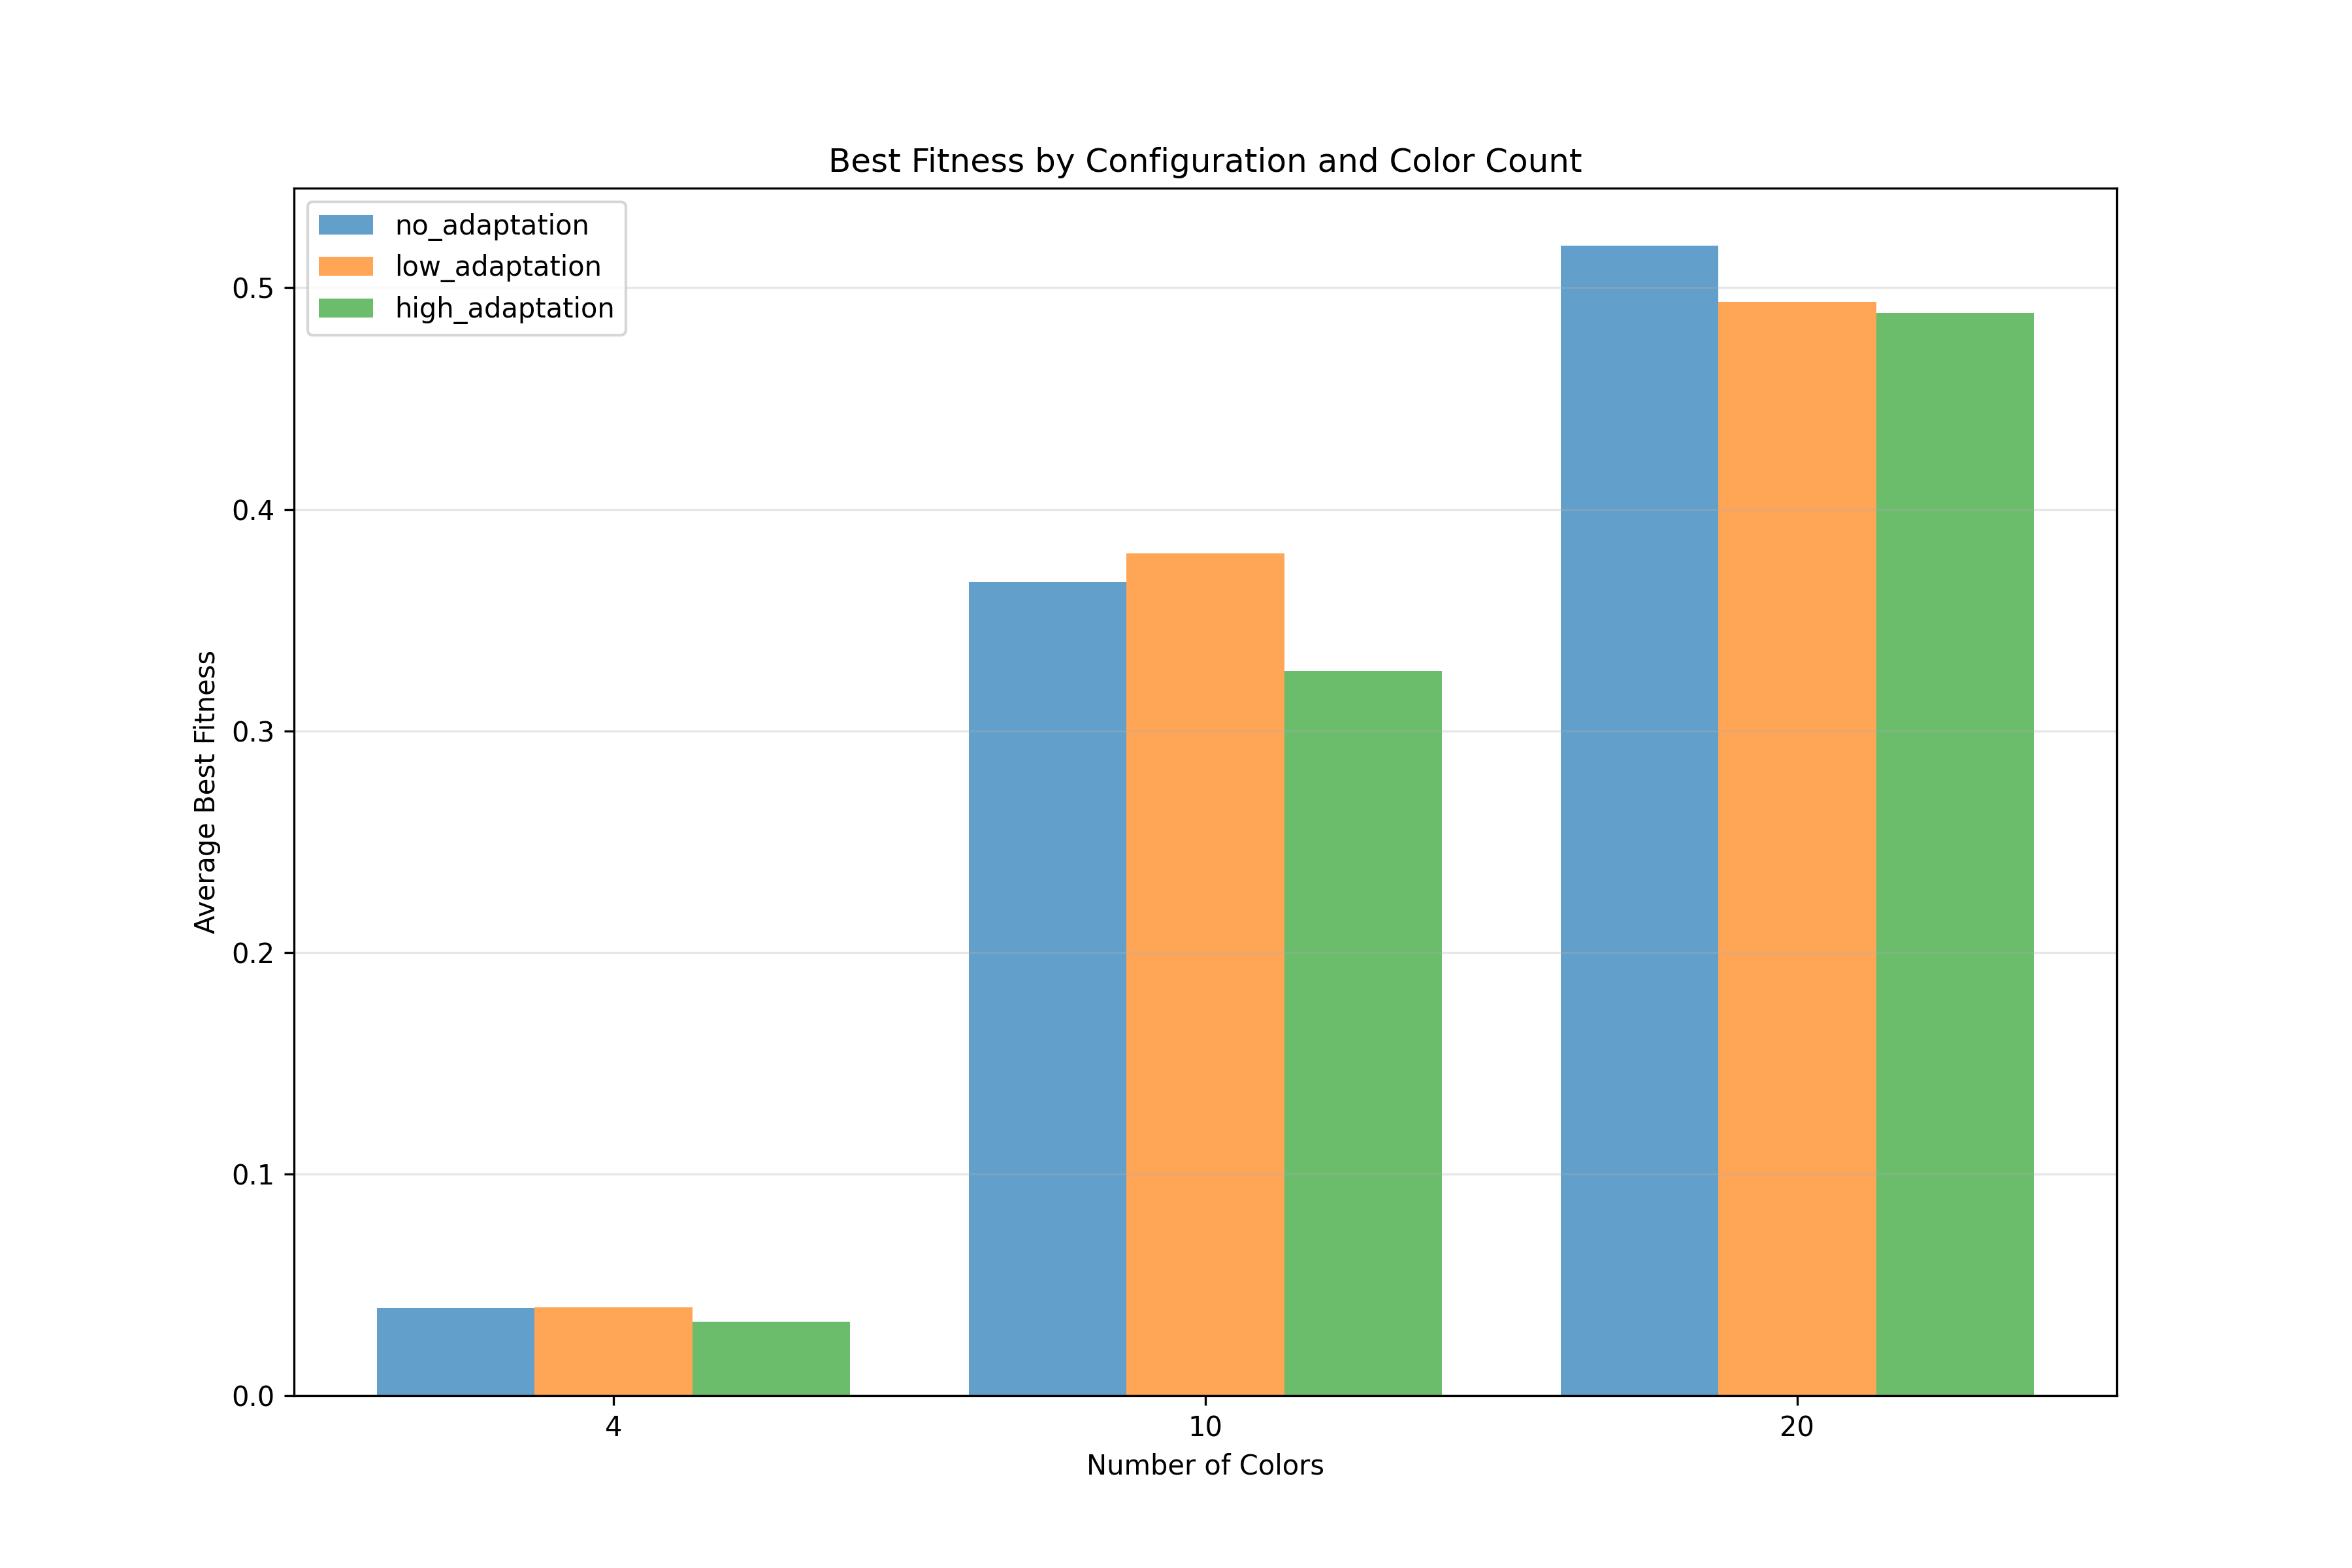 Best Fitness by Configuration and Color Count
no_adaptation
low_adaptation
high_adaptation
0.5
0.4
0.3
0.2
0.1
0.0
Average Best Fitness
4
10
20
Number of Colors